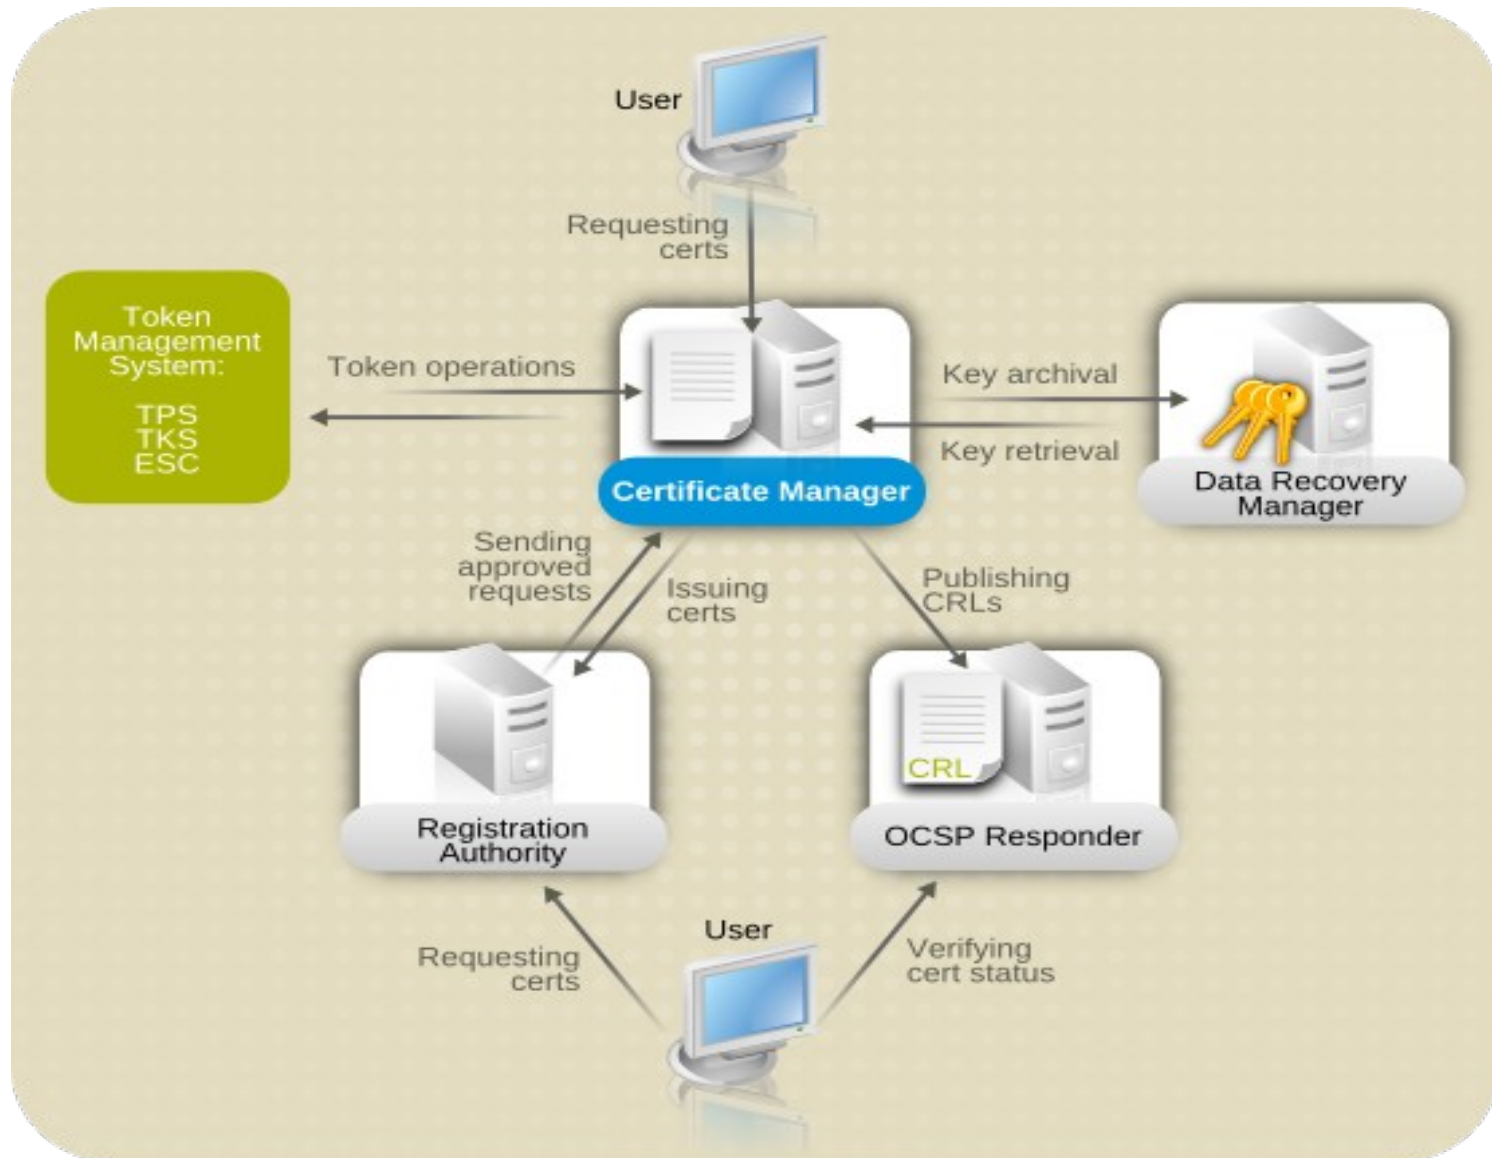 User
Requesting
certs
Token
Management
System:
TPS
TKS
ESC
Token operations
Key archival
Key retrieval
Certificate Manager
Data Recovery
Manager
Sending
approved
requests
Issuing
certs
Publishing
CRLs
CRL
Registration
Authority
OCSP Responder
User
Requesting
certs
Verifying
cert status